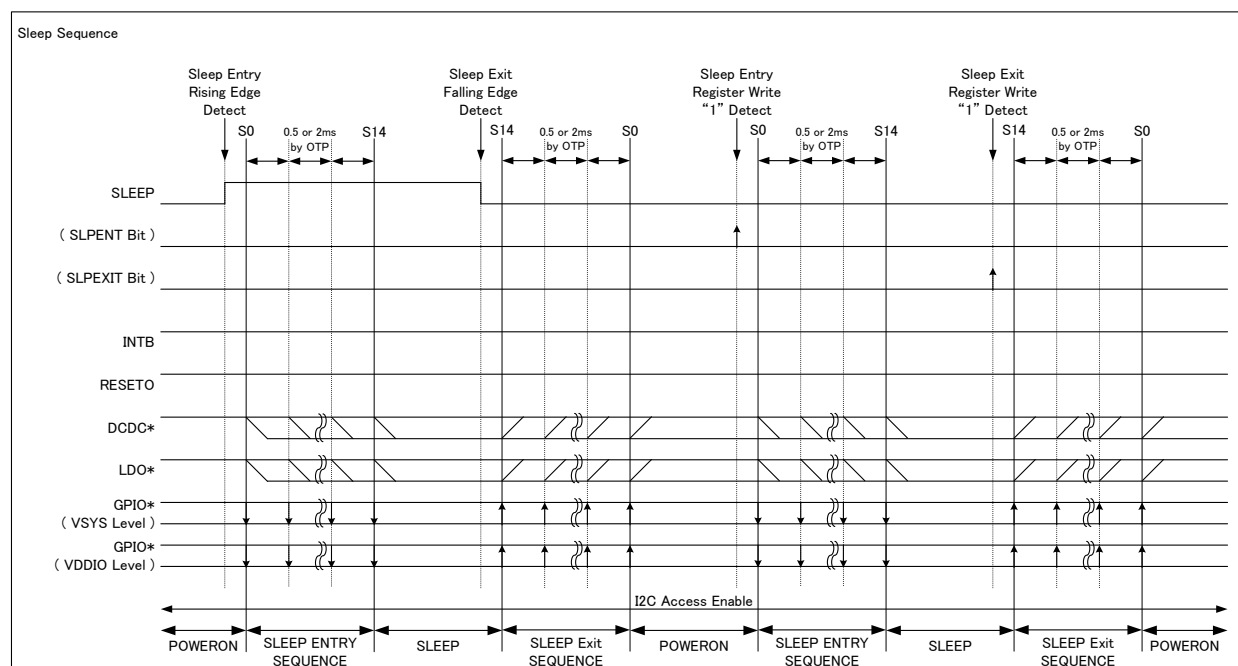 Sleep Sequence
Sleep Entry
Rising Edge
Detect
Sleep Exit
Falling Edge
Detect
Sleep Entry
Register Write
“1” Detect
Sleep Exit
Register Write
“1” Detect
S0
0.5 or 2ms
by OTP
S14
S14
0.5 or 2ms
by OTP
S0
S0
0.5 or 2ms
by OTP
S14
S14
0.5 or 2ms
by OTP
S0
SLEEP
( SLPENT Bit )
( SLPEXIT Bit )
INTB
RESETO
DCDC*
LDO*
GPIO*
( VSYS Level )
GPIO*
( VDDIO Level )
I2C Access Enable
POWERON
SLEEP ENTRY
SEQUENCE
SLEEP
SLEEP Exit
SEQUENCE
POWERON
SLEEP ENTRY
SEQUENCE
SLEEP
SLEEP Exit
SEQUENCE
POWERON